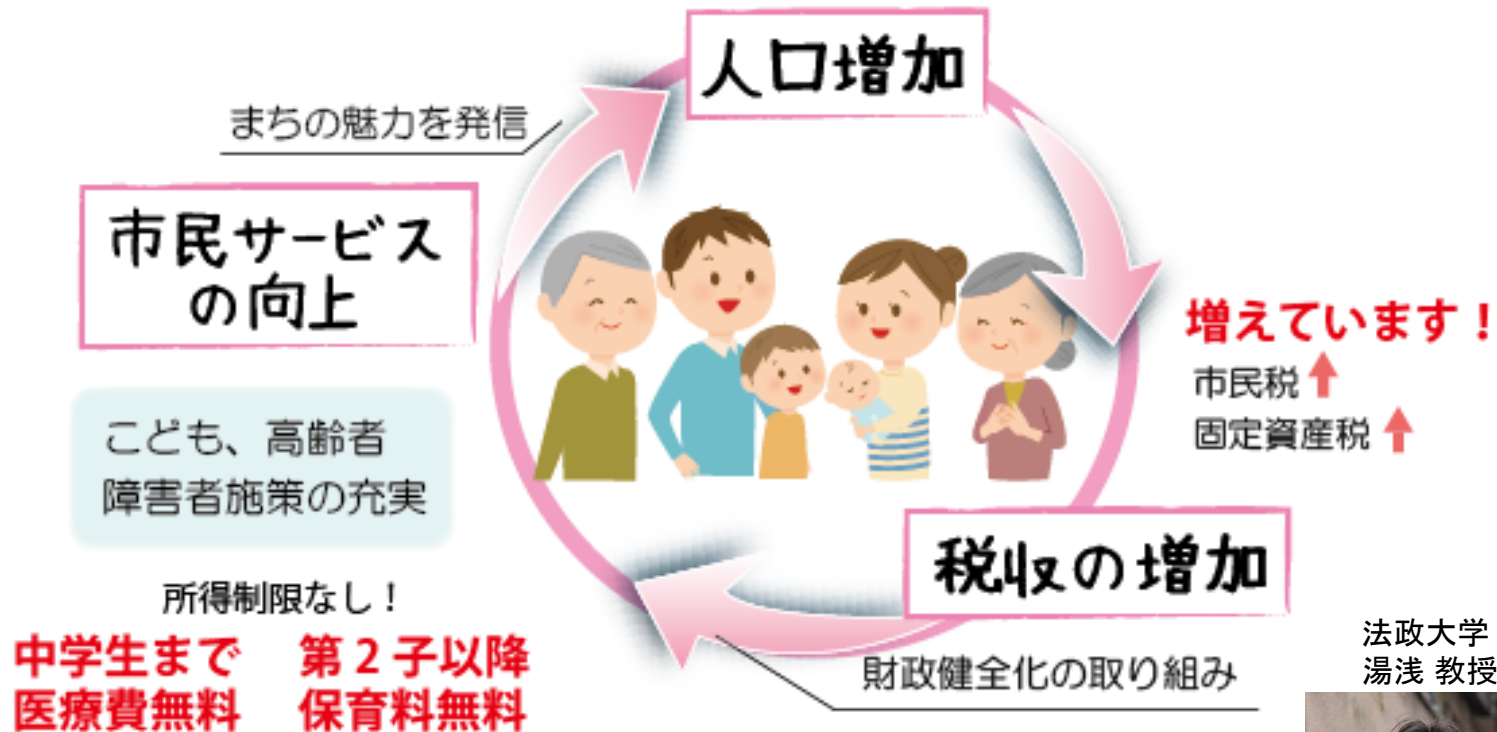 人口増加
まちの魅力を発信
市民サービス
の向上
増えています！
市民税
固定資産税
こども、高齢者
障害者施策の充実
税収の増加
所得制限なし！
中学生まで
医療費無料
第２子以降
保育料無料
財政健全化の取り組み
法政大学
湯浅 教授